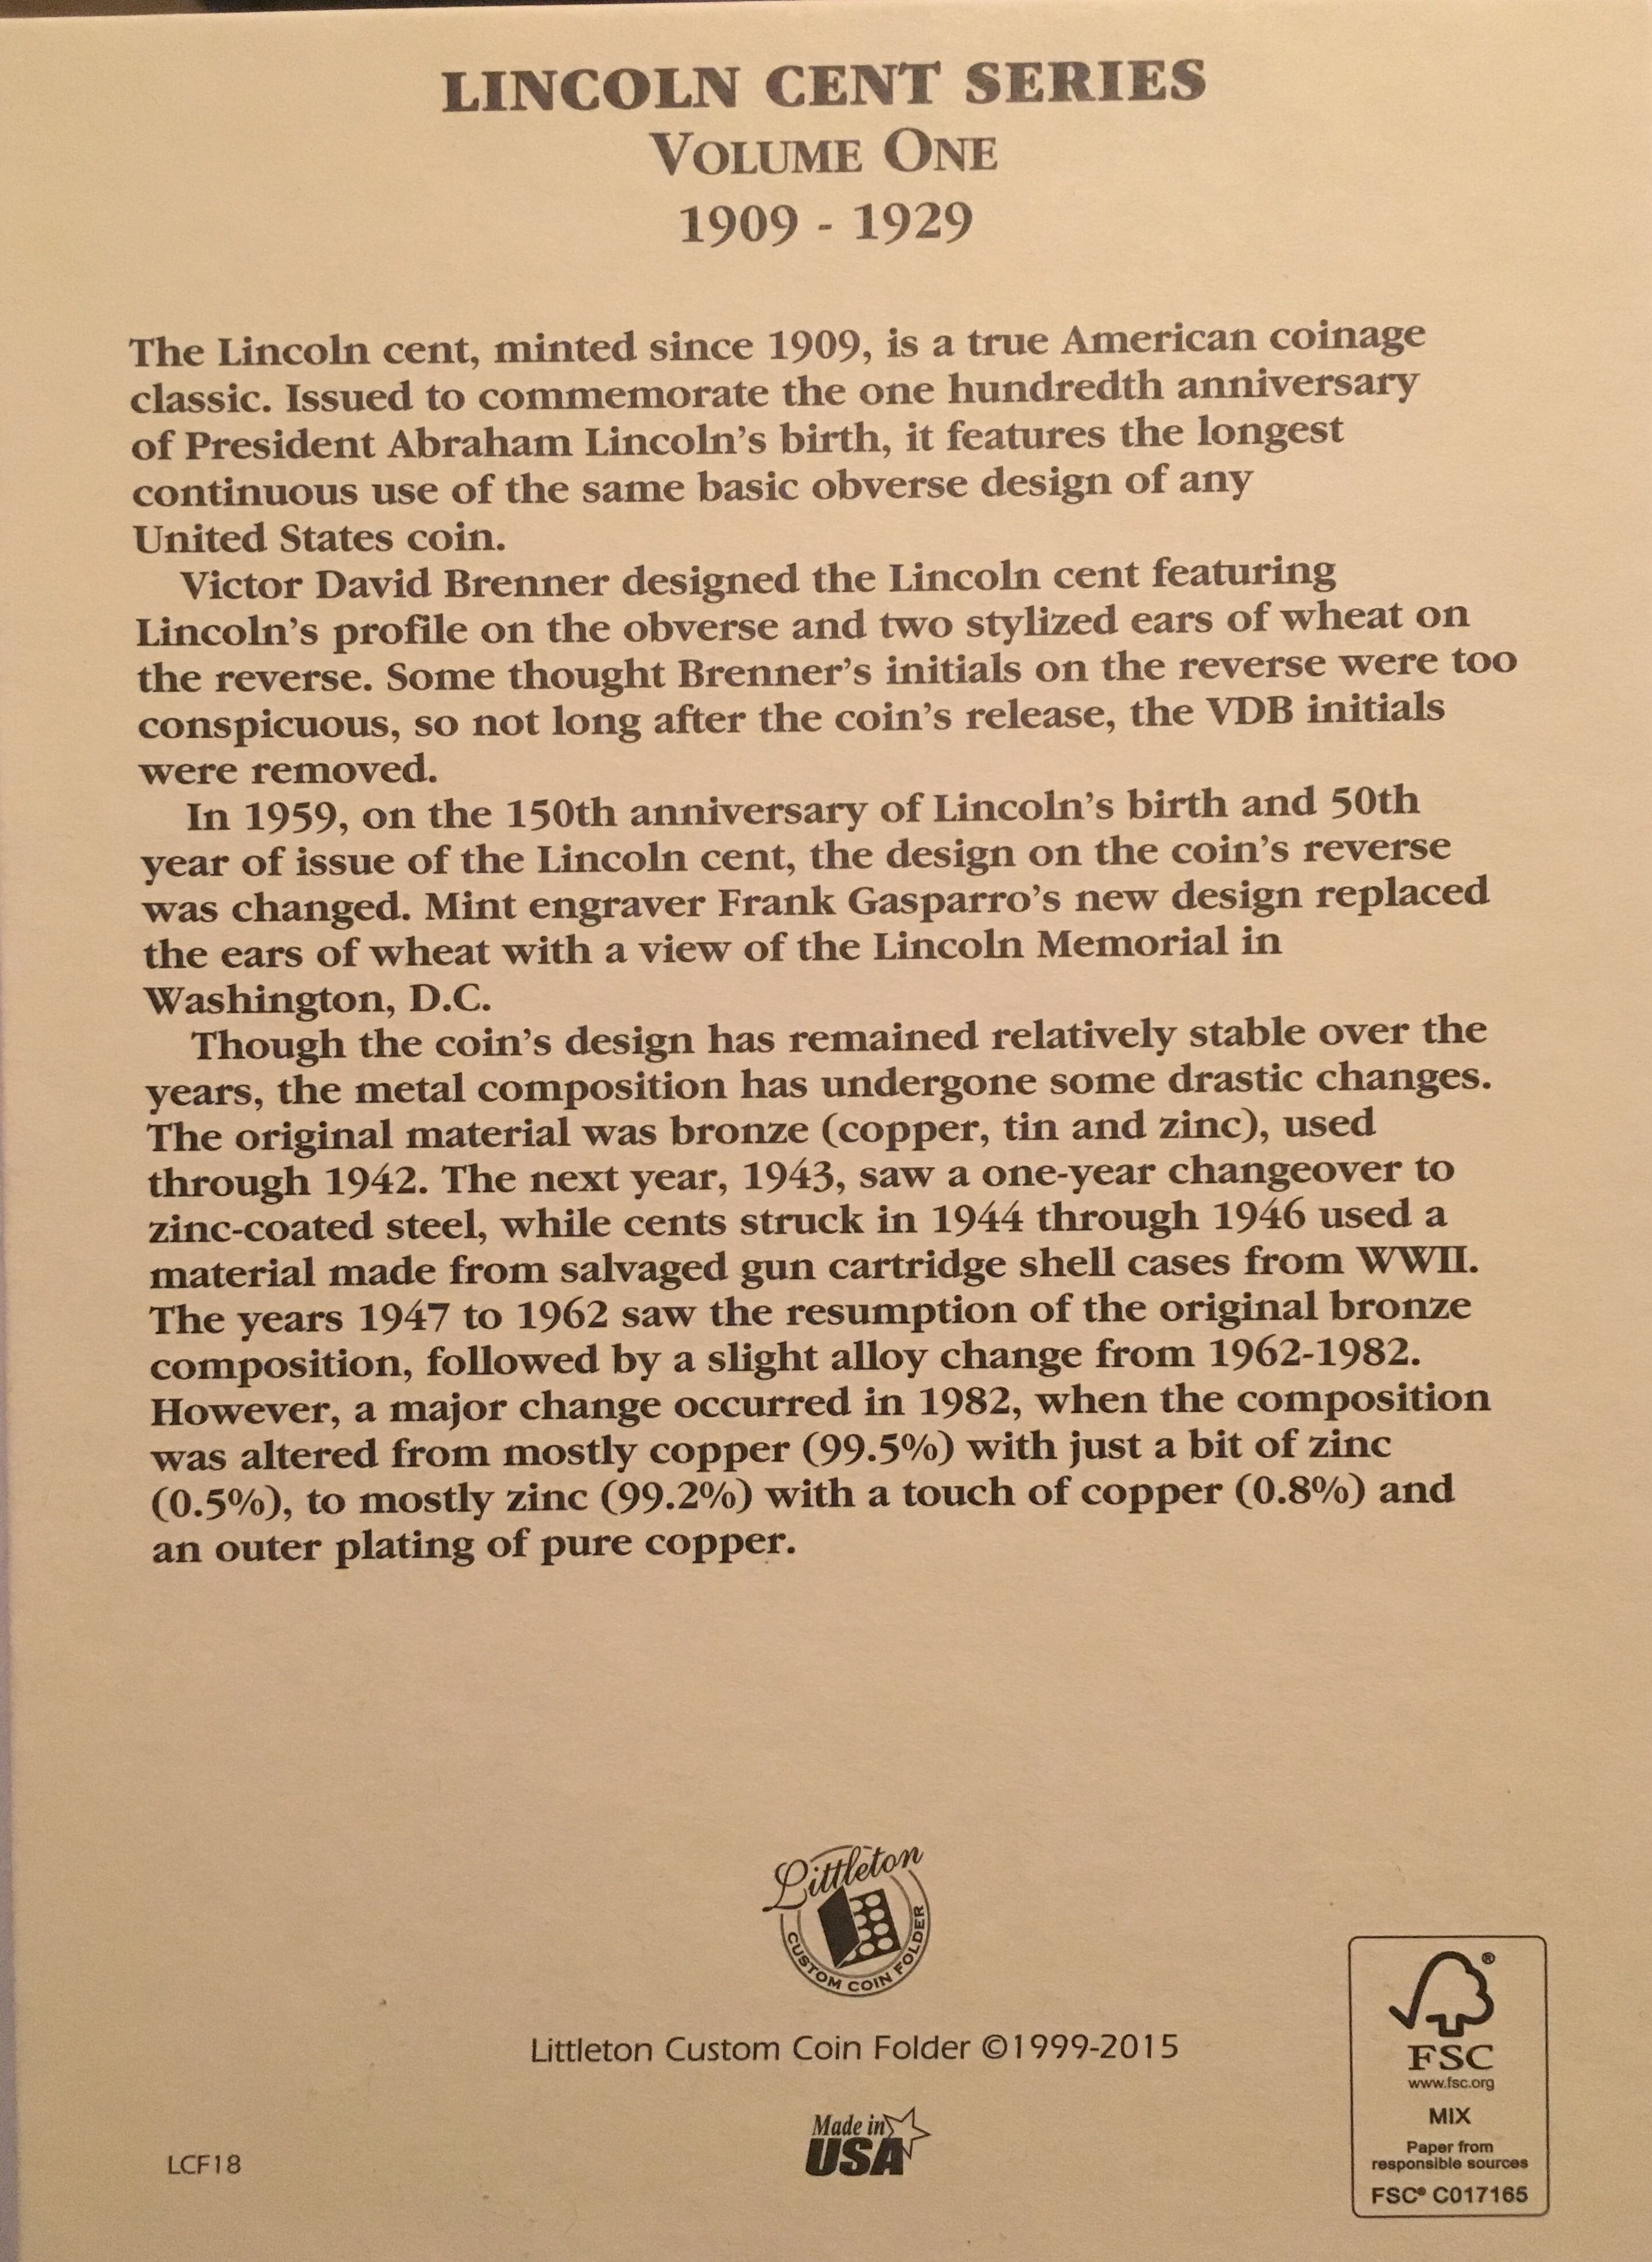 LINCOLN CENT SERIES
VOLUME ONE
1909 - 1929
The Lincoln cent, minted since 1909, is a true American coinage
classic. Issued to commemorate the one hundredth anniversary
of President Abraham Lincoln's birth, it features the longest
continuous use of the same basic obverse design of any
United States coin.
Victor David Brenner designed the Lincoln cent featuring
Lincoln's profile on the obverse and two stylized ears of wheat on
the reverse. Some thought Brenner's initials on the reverse were too
conspicuous, so not long after the coin's release, the VDB initials
were removed.
In 1959, on the 150th anniversary of Lincoln's birth and 50th
year of issue of the Lincoln cent, the design on the coin's reverse
was changed. Mint engraver Frank Gasparro's new design replaced
the ears of wheat with a view of the Lincoln Memorial in
Washington, D.C.
Though the coin's design has remained relatively stable over the
years, the metal composition has undergone some drastic changes.
The original material was bronze (copper, tin and zinc), used
through 1942. The next year, 1943, saw a one-year changeover to
zinc-coated steel, while cents struck in 1944 through 1946 used a
material made from salvaged gun cartridge shell cases from WWII.
The years 1947 to 1962 saw the resumption of the original bronze
composition, followed by a slight alloy change from 1962-1982.
However, a major change occurred in 1982, when the composition
was altered from mostly copper (99.5%) with just a bit of zinc
(0.5%), to mostly zinc (99.2%) with a touch of copper (0.8%) and
an outer plating of pure copper.
Littleton
CUSTOM COIN FOLDER
Littleton Custom Coin Folder ©1999-2015
Made in
USA
LCF18
®
FSC
www.fsc.org
MIX
Paper from
responsible sources
FSC® C017165